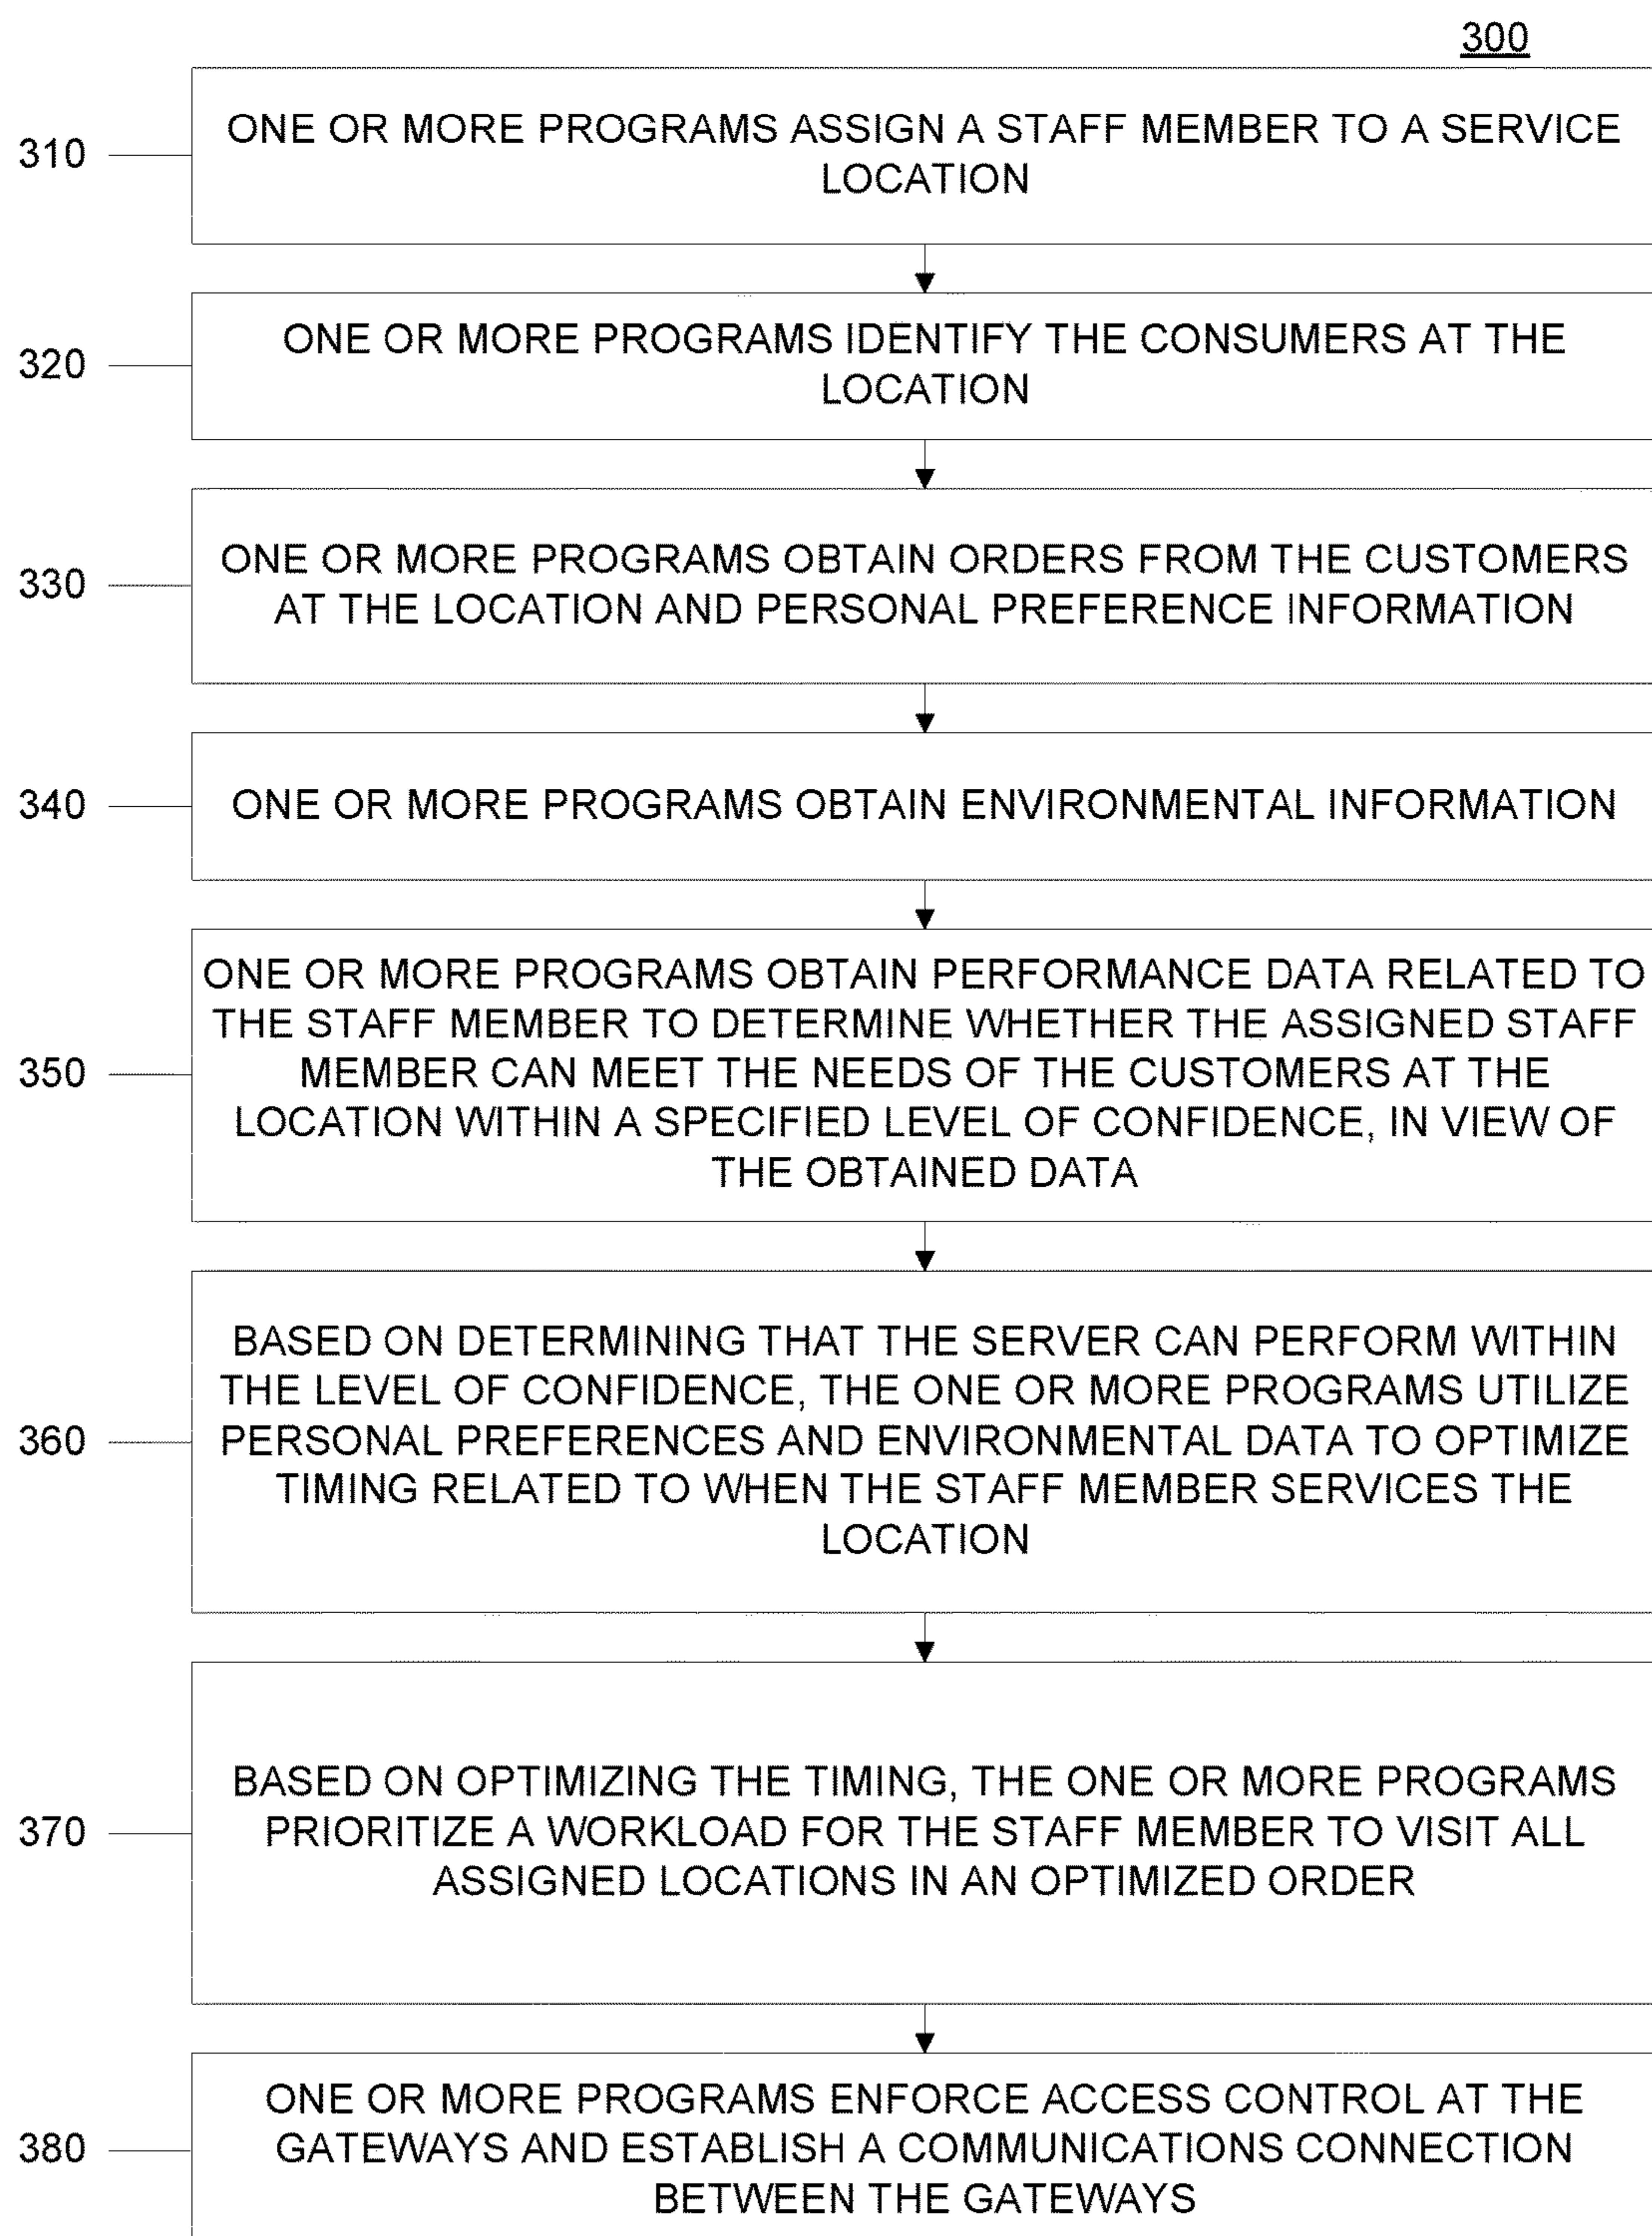 300
310
ONE OR MORE PROGRAMS ASSIGN A STAFF MEMBER TO A SERVICE
LOCATION
320
ONE OR MORE PROGRAMS IDENTIFY THE CONSUMERS AT THE
LOCATION
330
ONE OR MORE PROGRAMS OBTAIN ORDERS FROM THE CUSTOMERS
AT THE LOCATION AND PERSONAL PREFERENCE INFORMATION
340
ONE OR MORE PROGRAMS OBTAIN ENVIRONMENTAL INFORMATION
350
ONE OR MORE PROGRAMS OBTAIN PERFORMANCE DATA RELATED TO
THE STAFF MEMBER TO DETERMINE WHETHER THE ASSIGNED STAFF
MEMBER CAN MEET THE NEEDS OF THE CUSTOMERS AT THE
LOCATION WITHIN A SPECIFIED LEVEL OF CONFIDENCE, IN VIEW OF
THE OBTAINED DATA
360
BASED ON DETERMINING THAT THE SERVER CAN PERFORM WITHIN
THE LEVEL OF CONFIDENCE, THE ONE OR MORE PROGRAMS UTILIZE
PERSONAL PREFERENCES AND ENVIRONMENTAL DATA TO OPTIMIZE
TIMING RELATED TO WHEN THE STAFF MEMBER SERVICES THE
LOCATION
370
BASED ON OPTIMIZING THE TIMING, THE ONE OR MORE PROGRAMS
PRIORITIZE A WORKLOAD FOR THE STAFF MEMBER TO VISIT ALL
ASSIGNED LOCATIONS IN AN OPTIMIZED ORDER
380
ONE OR MORE PROGRAMS ENFORCE ACCESS CONTROL AT THE
GATEWAYS AND ESTABLISH A COMMUNICATIONS CONNECTION
BETWEEN THE GATEWAYS